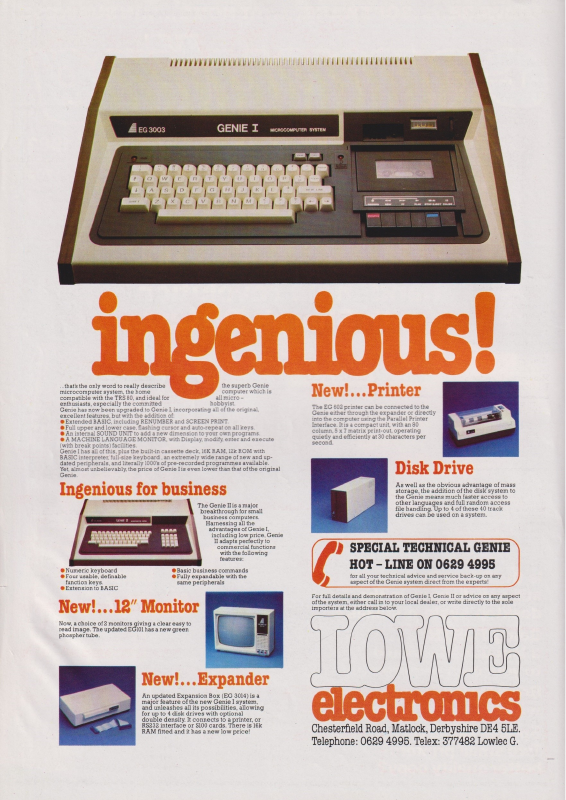 EG 3003 GENIE I MICROCOMPUTER SYSTEM
ingenious!
...that's the only word to really describe the superb Genie
microcomputer system, the home computer which is
compatible with the TRS 80, and ideal for all micro –
enthusiasts, especially the committed hobbyist.
Genie has now been upgraded to Genie I, incorporating all of the original,
excellent features, but with the addition of:
● Extended BASIC, including RENUMBER and SCREEN PRINT.
● Full upper and lower case, flashing cursor and auto-repeat on all keys.
● An internal SOUND UNIT to add a new dimension to your own programs.
● A MACHINE LANGUAGE MONITOR, with Display, modify, enter and execute
(with break points) facilities.
Genie I has all of this, plus the built-in cassette deck, 16K RAM, 12k ROM with
BASIC interpreter, full-size keyboard, an extremely wide range of new and up-
dated peripherals, and literally 1000's of pre-recorded programmes available.
Yet, almost unbelievably, the price of Genie I is even lower than that of the original
Genie.
Ingenious for business
The Genie II is a major
breakthrough for small
business computers.
Harnessing all the
advantages of Genie I,
including low price, Genie
II adapts perfectly to
commercial functions
with the following
features:
● Numeric keyboard
● Four usable, definable
function keys.
● Extension to BASIC
● Basic business commands
● Fully expandable with the
same peripherals
New!...12" Monitor
Now, a choice of 2 monitors giving a clear easy to
read image. The updated EG101 has a new green
phospher tube.
New!...Expander
An updated Expansion Box (EG 3014) is a
major feature of the new Genie I system,
and unleashes all its possibilities, allowing
for up to 4 disk drives with optional
double density. It connects to a printer, or
RS232 interface or S100 cards. There is 16k
RAM fitted and it has a new low price!
New!...Printer
The EG 602 printer can be connected to the
Genie either through the expander or directly
into the computer using the Parallel Printer
Interface. It is a compact unit, with an 80
column, 5 x 7 matrix print-out, operating
quietly and efficiently at 30 characters per
second.
Disk Drive
As well as the obvious advantage of mass
storage, the addition of the disk system to
the Genie means much faster access to
other languages and full random access
file handling. Up to 4 of these 40 track
drives can be used on a system.
SPECIAL TECHNICAL GENIE
HOT – LINE ON 0629 4995
for all your technical advice and service back-up on any
aspect of the Genie system direct from the experts!
For full details and demonstration of Genie I, Genie II or advice on any aspect
of the system, either call in to your local dealer, or write directly to the sole
importers at the address below.
LOWE
electronics
Chesterfield Road, Matlock, Derbyshire DE4 5LE.
Telephone: 0629 4995. Telex: 377482 Lowlec G.